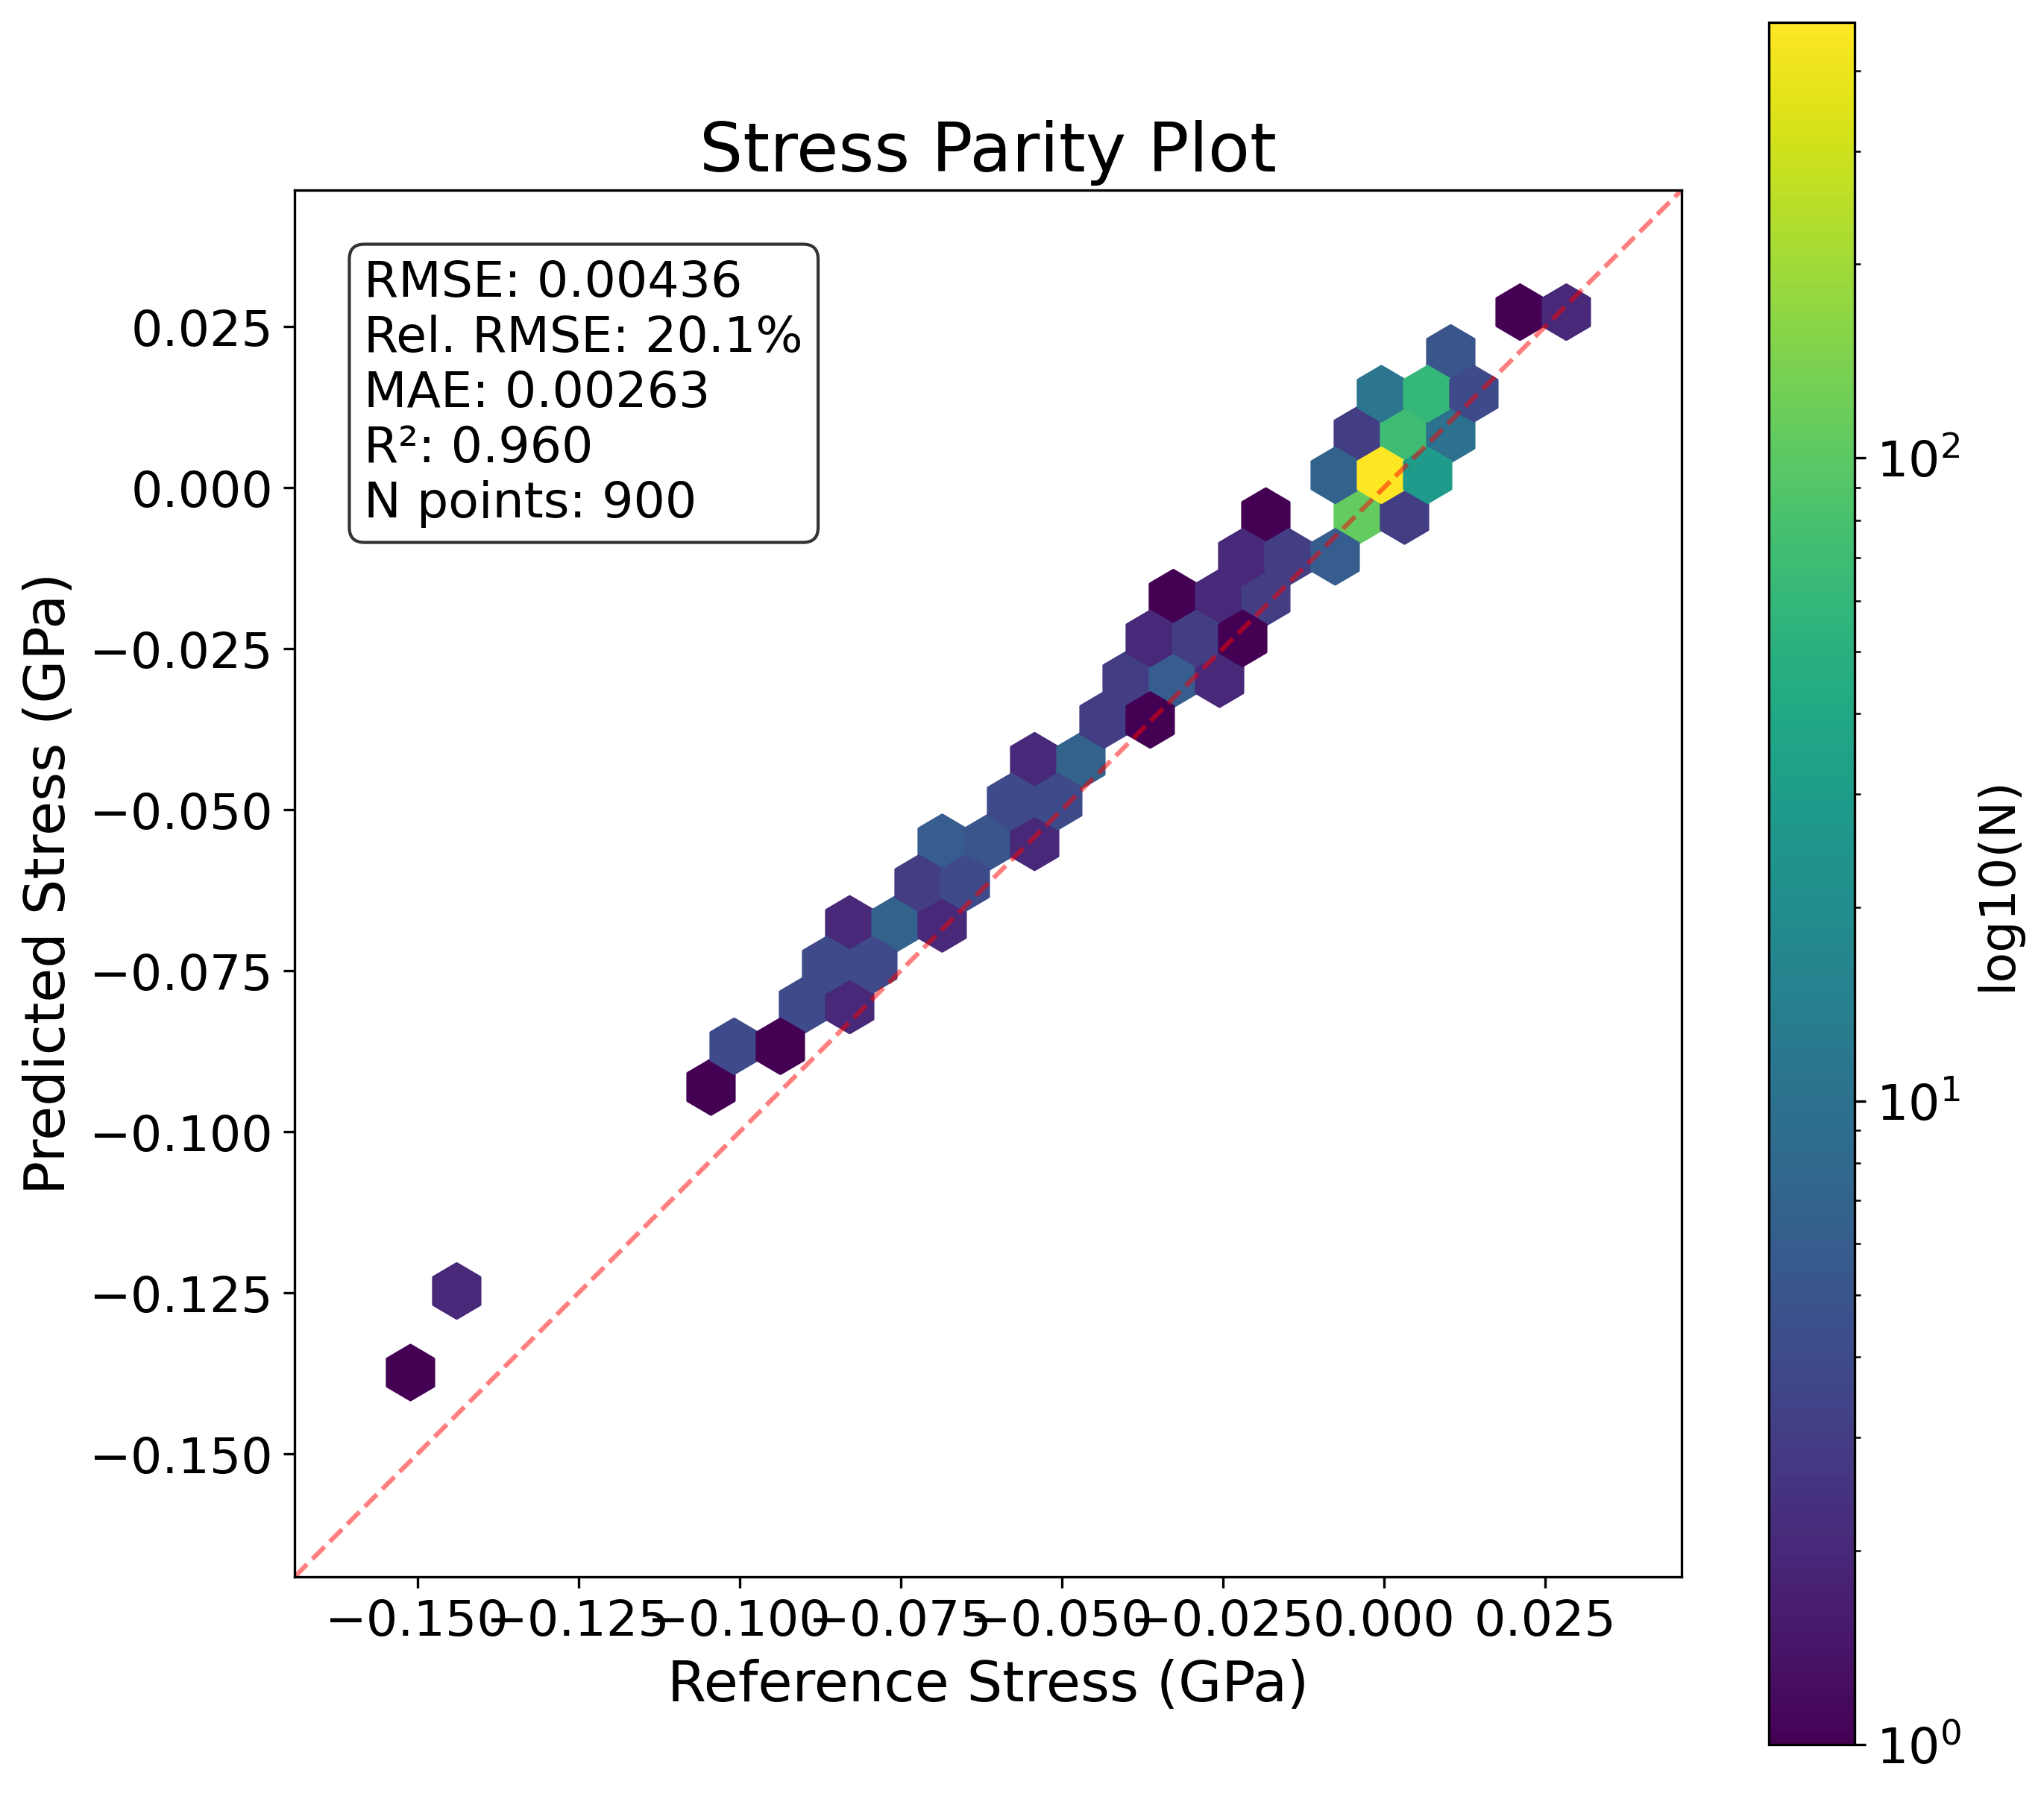 Stress Parity Plot
RMSE: 0.00436
Rel. RMSE: 20.1%
MAE: 0.00263
R²: 0.960
N points: 900
Predicted Stress (GPa)
0.025
0.000
−0.025
−0.050
−0.075
−0.100
−0.125
−0.150
−0.150 −0.125 −0.100 −0.075 −0.050 −0.025 0.000 0.025
Reference Stress (GPa)
10²
10¹
10⁰
log10(N)